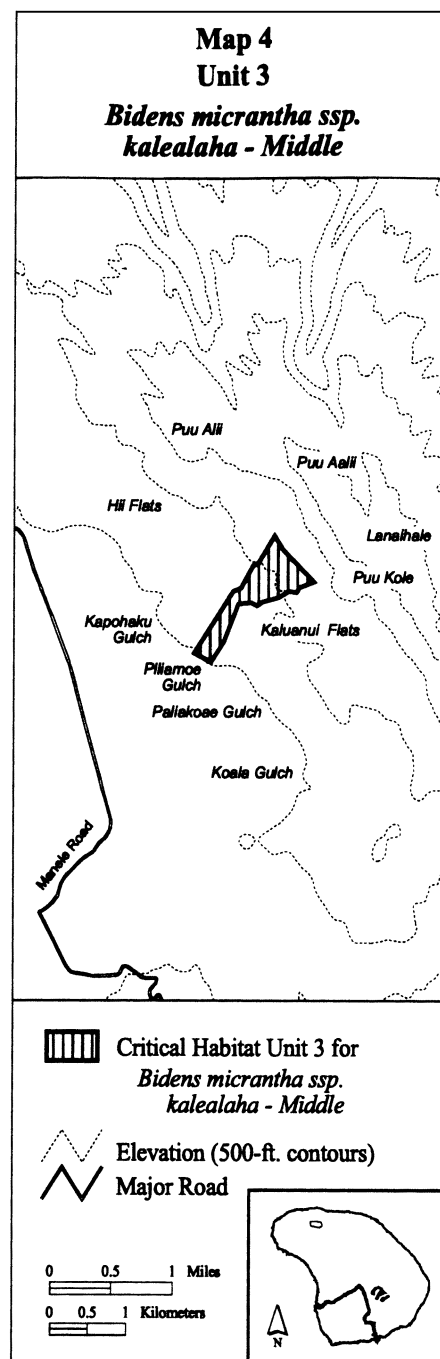 Map 4
Unit 3
Bidens micrantha ssp.
kalealaha - Middle
Puu Alii
Puu Aalii
Hii Flats
Lanaihale
Puu Kole
Kapohaku
Gulch
Kaluanui Flats
Piliamoe
Gulch
Paliakoae Gulch
Koala Gulch
Manele Road
Critical Habitat Unit 3 for
Bidens micrantha ssp.
kalealaha - Middle
Elevation (500-ft. contours)
Major Road
0 0.5 1 Miles
0 0.5 1 Kilometers
N